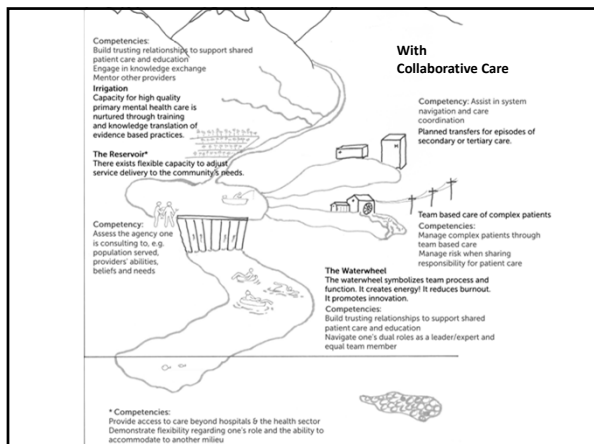 With
Collaborative Care
Competencies:
Build trusting relationships to support shared
patient care and education
Engage in knowledge exchange
Mentor other providers
Irrigation
Capacity for high quality
primary mental health care is
nurtured through training
and knowledge translation of
evidence based practices.
The Reservoir*
There exists flexible capacity to adjust
service delivery to the community's needs.
Competency: Assist in system
navigation and care
coordination
Planned transfers for episodes of
secondary or tertiary care.
H
Team based care of complex patients
Competencies:
Manage complex patients through
team based care
Manage risk when sharing
responsibility for patient care
Competency:
Assess the agency one
is consulting to, e.g.
population served,
providers' abilities,
beliefs and needs
The Waterwheel
The waterwheel symbolizes team process and
function. It creates energy! It reduces burnout.
It promotes innovation.
Competencies:
Build trusting relationships to support shared
patient care and education
Navigate one's dual roles as a leader/expert and
equal team member
* Competencies:
Provide access to care beyond hospitals & the health sector
Demonstrate flexibility regarding one's role and the ability to
accommodate to another milieu